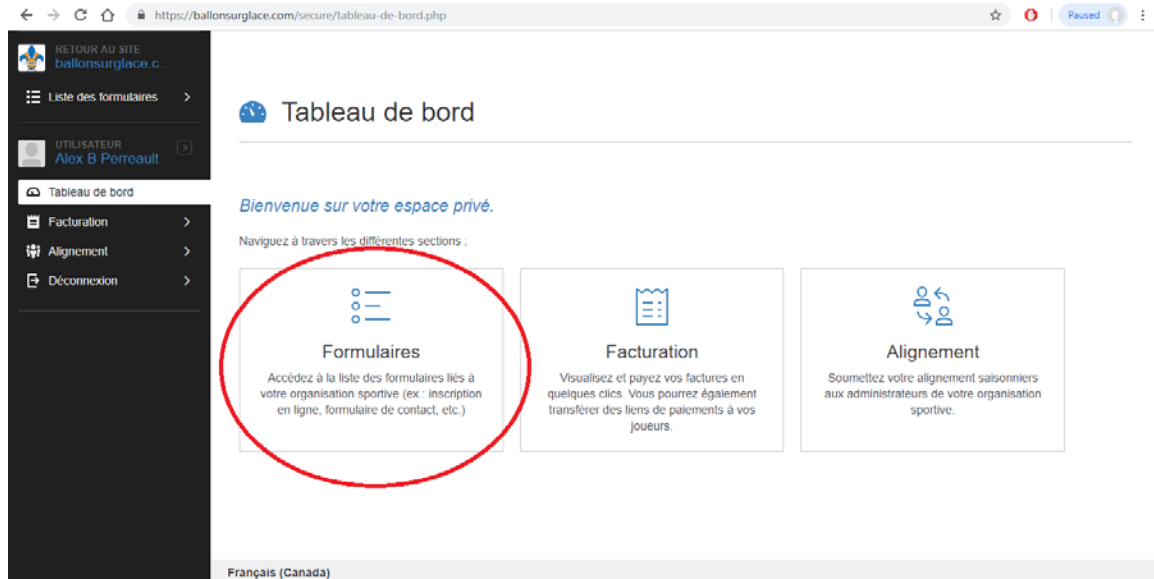 https://ballonsurglace.com/secure/tableau-de-bord.php
Paused
RETOUR AU SITE
ballonsurglace.c...
Liste des formulaires
UTILISATEUR
Alex B Perreault
Tableau de bord
Facturation
Alignement
Déconnexion
Tableau de bord
Bienvenue sur votre espace privé.
Naviguez à travers les différentes sections :
Formulaires
Accédez à la liste des formulaires liés à
votre organisation sportive (ex.: inscription
en ligne, formulaire de contact, etc.)
Facturation
Visualisez et payez vos factures en
quelques clics. Vous pourrez également
transférer des liens de paiements à vos
joueurs.
Alignement
Soumettez votre alignement saisonniers
aux administrateurs de votre organisation
sportive.
Français (Canada)